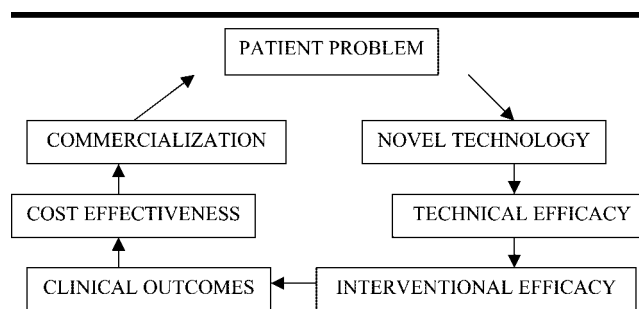 PATIENT PROBLEM
COMMERCIALIZATION
NOVEL TECHNOLOGY
COST EFFECTIVENESS
TECHNICAL EFFICACY
CLINICAL OUTCOMES
INTERVENTIONAL EFFICACY